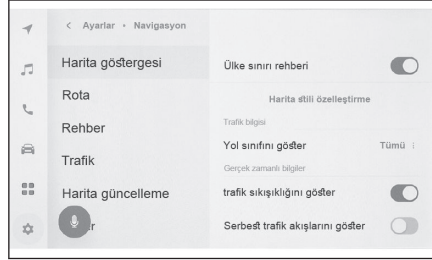 < Ayarlar • Navigasyon
Harita göstergesi
Rota
Rehber
Trafik
Harita güncelleme
r
Ülke sınırı rehberi
Harita stili özelleştirme
Trafik bilgisi
Yol sınıfını göster Tümü
Gerçek zamanlı bilgiler
trafik sıkışıklığını göster
Serbest trafik akışlarını göster